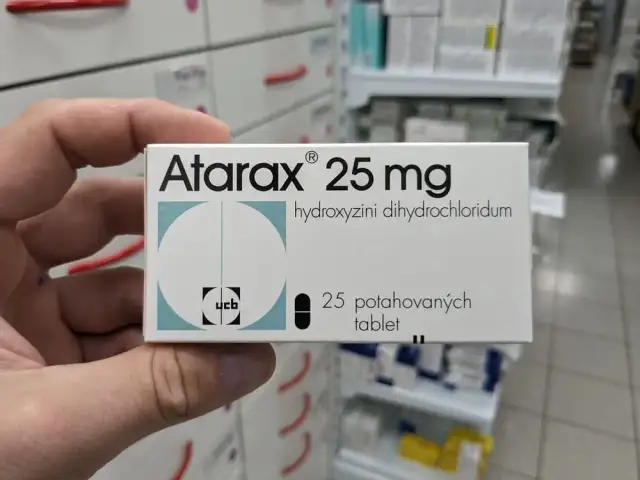 Atarax® 25 mg
hydroxyzini dihydrochloridum
ucb
25 potahovaných
tablet